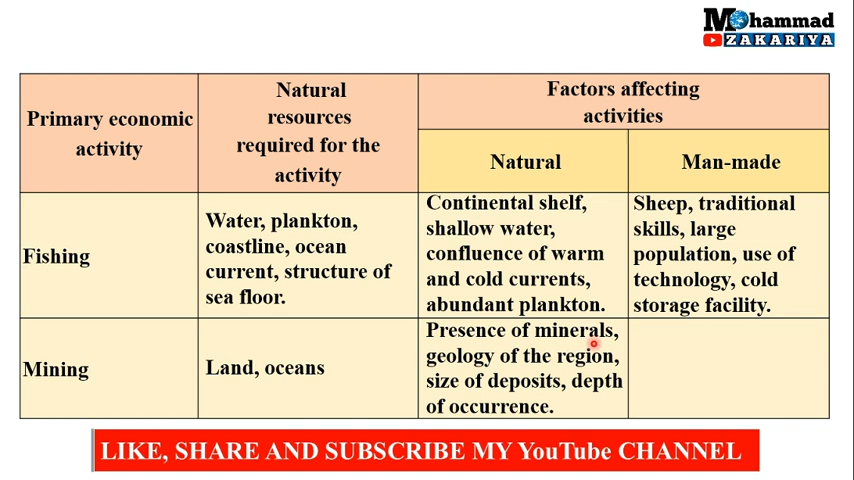 Mohammad
ZAKARIYA
Primary economic
activity
Natural
resources
required for the
activity
Factors affecting
activities
Natural
Man-made
Fishing
Water, plankton,
coastline, ocean
current, structure of
sea floor.
Continental shelf,
shallow water,
confluence of warm
and cold currents,
abundant plankton.
Sheep, traditional
skills, large
population, use of
technology, cold
storage facility.
Mining
Land, oceans
Presence of minerals,
geology of the region,
size of deposits, depth
of occurrence.
LIKE, SHARE AND SUBSCRIBE MY YouTube CHANNEL